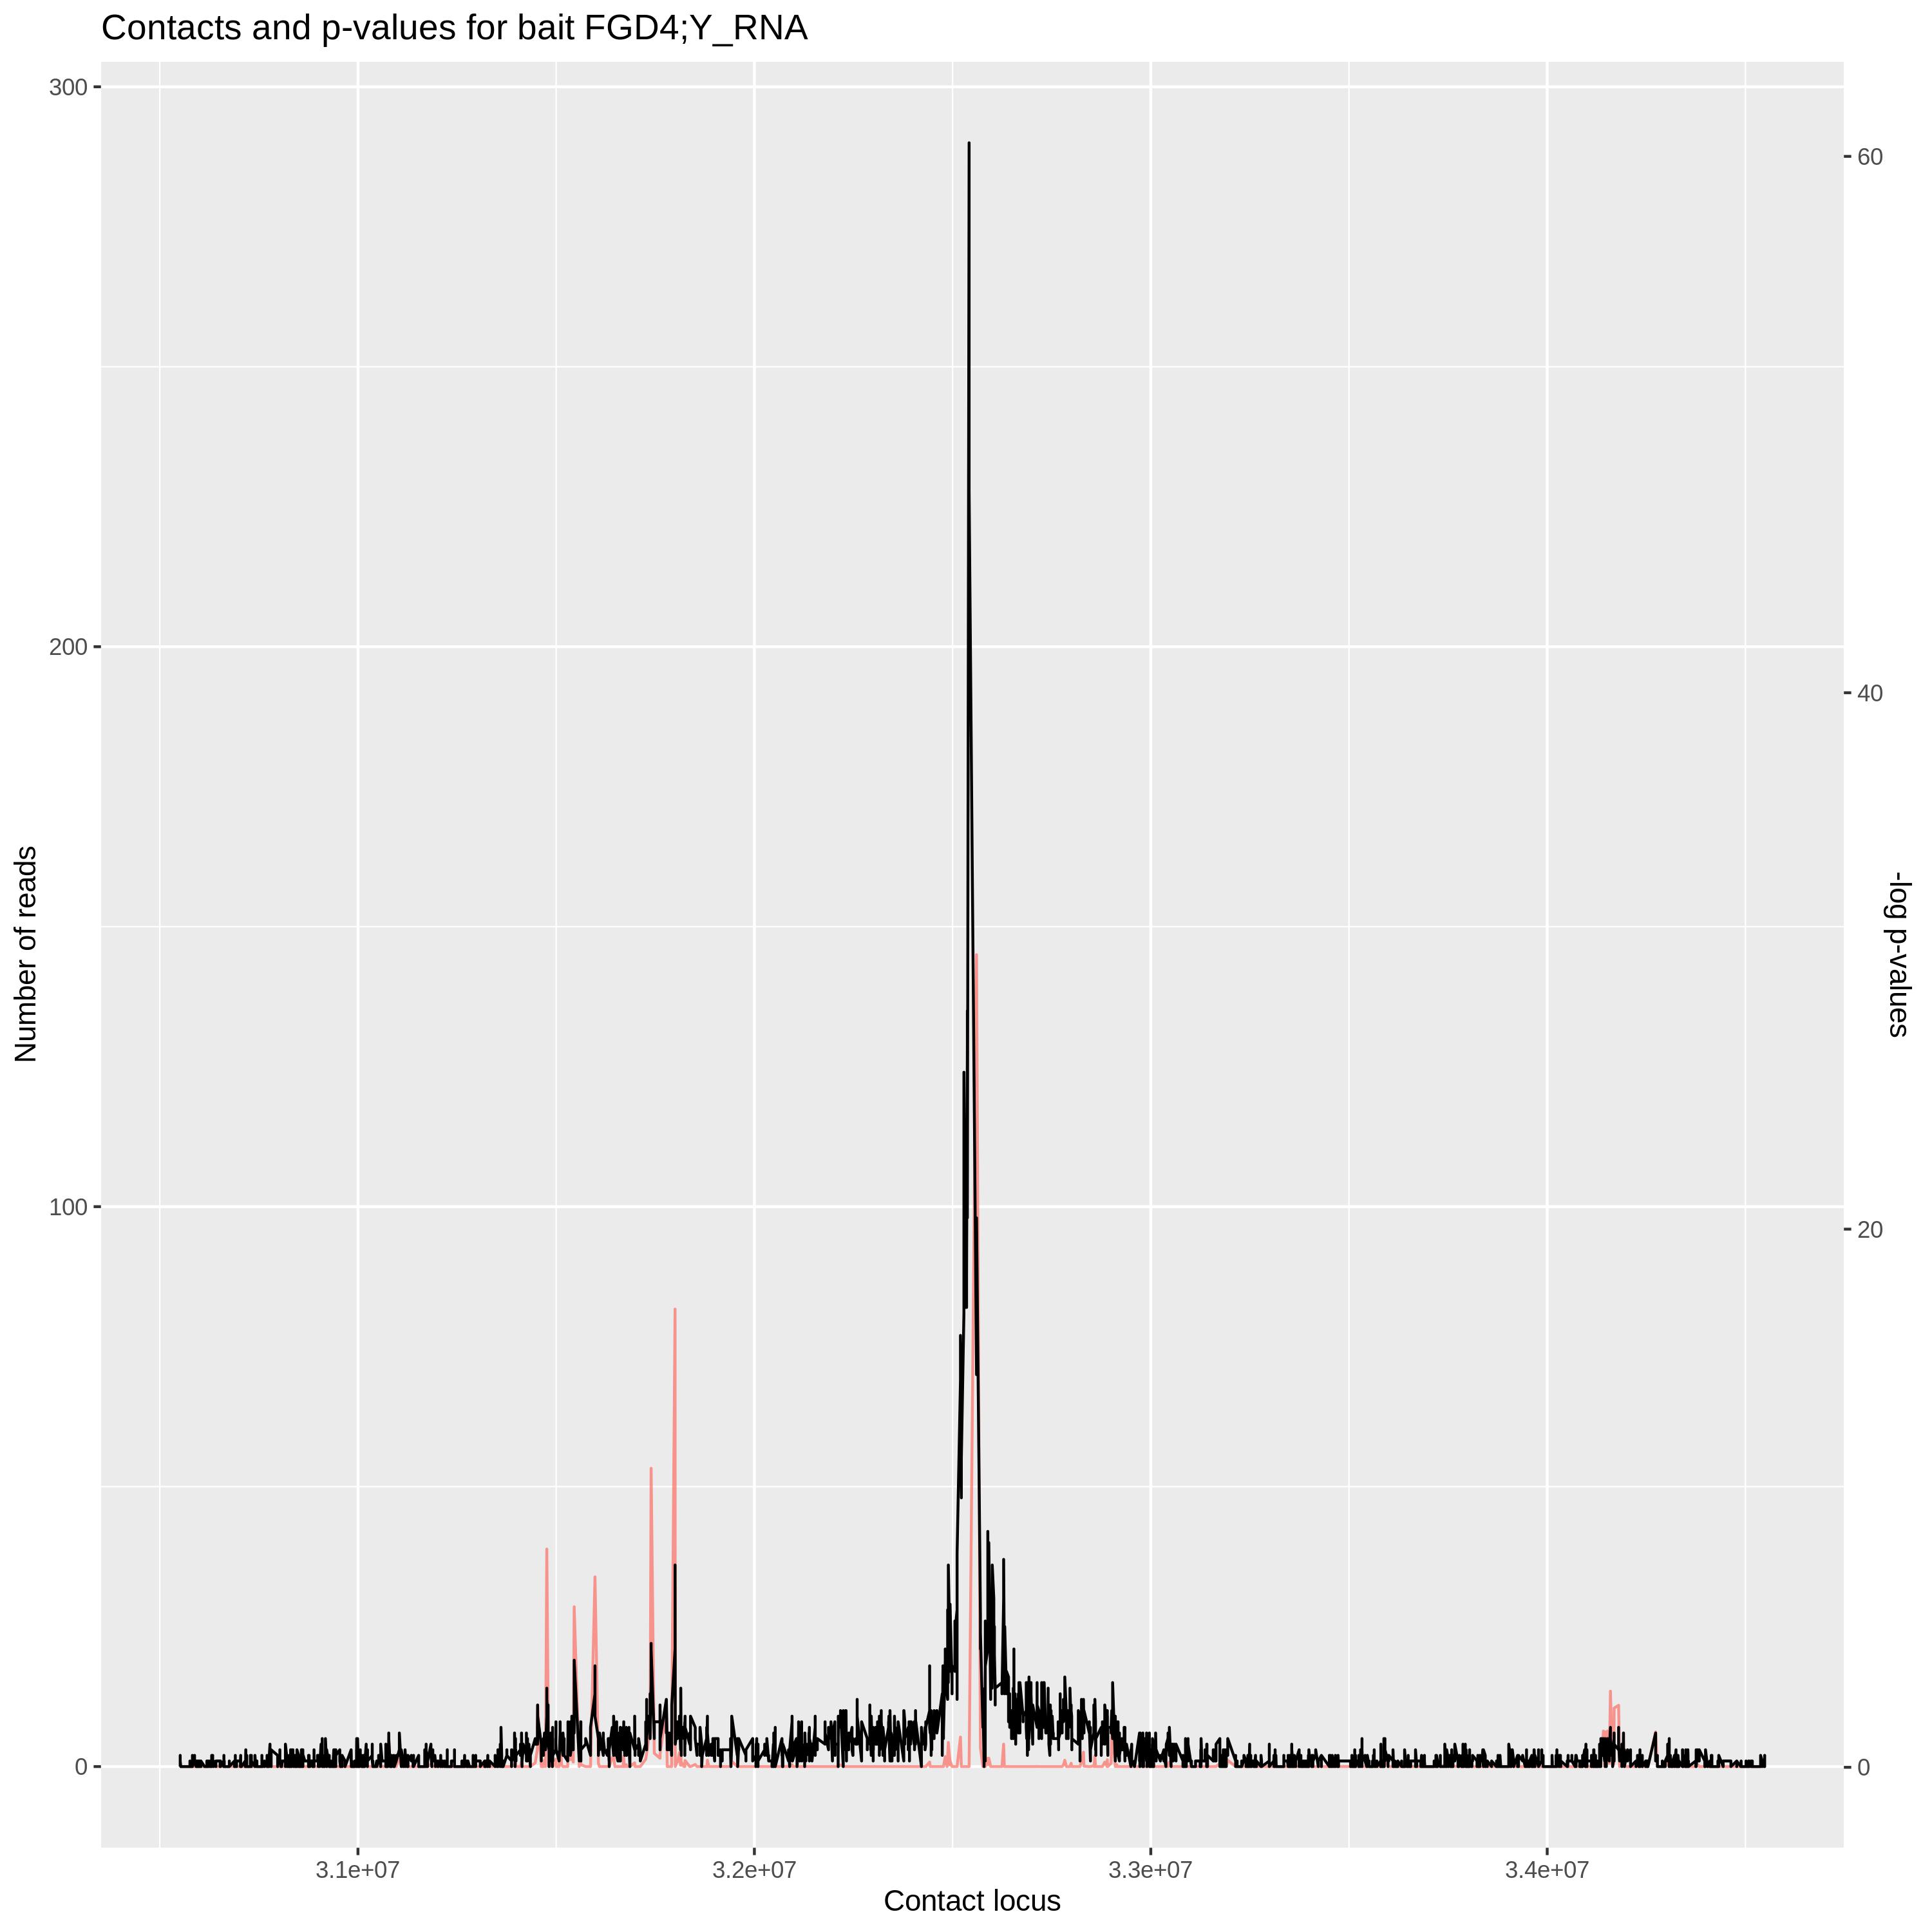 Contacts and p-values for bait FGD4;Y_RNA
300
200
100
0
Number of reads
60
40
20
0
-log p-values
3.1e+07
3.2e+07
3.3e+07
3.4e+07
Contact locus